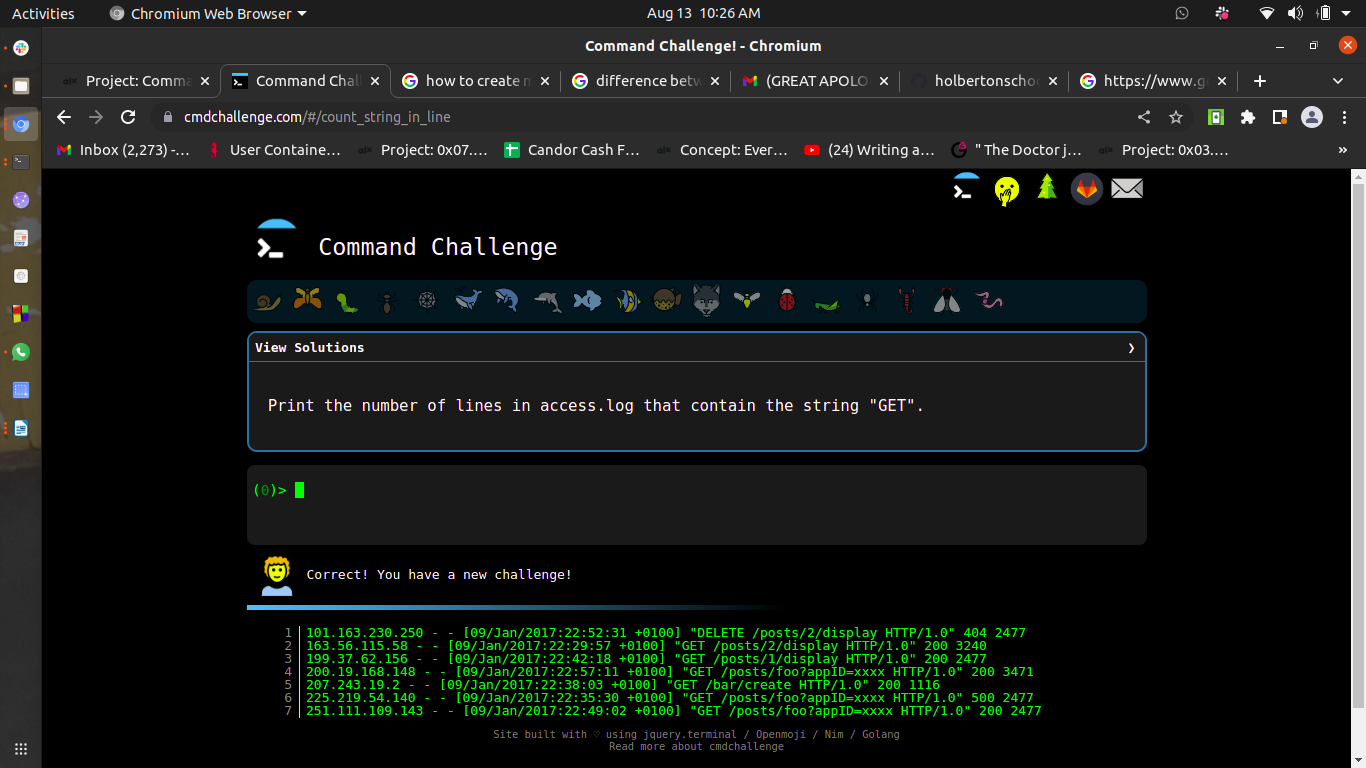 Activities
Chromium Web Browser
Aug 13 10:26 AM
Command Challenge! - Chromium
Project: Comma
Command Chal
how to create m
difference betw
(GREAT APOLO
holbertonschoo
https://www.g
cmdchallenge.com/#/count_string_in_line
Inbox (2,273) -...
User Containe...
Project: 0x07....
Candor Cash F...
Concept: Ever...
(24) Writing a...
" The Doctor j...
Project: 0x03....
»
Command Challenge
View Solutions
Print the number of lines in access.log that contain the string "GET".
(0)>
Correct! You have a new challenge!
1 101.163.230.250 - - [09/Jan/2017:22:52:31 +0100] "DELETE /posts/2/display HTTP/1.0" 404 2477
2 163.56.115.58 - - [09/Jan/2017:22:29:57 +0100] "GET /posts/2/display HTTP/1.0" 200 3240
3 199.37.62.156 - - [09/Jan/2017:22:42:18 +0100] "GET /posts/1/display HTTP/1.0" 200 2477
4 200.19.168.148 - - [09/Jan/2017:22:57:11 +0100] "GET /posts/foo?appID=xxxx HTTP/1.0" 200 3471
5 207.243.19.2 - - [09/Jan/2017:22:38:03 +0100] "GET /bar/create HTTP/1.0" 200 1116
6 225.219.54.140 - - [09/Jan/2017:22:35:30 +0100] "GET /posts/foo?appID=xxxx HTTP/1.0" 500 2477
7 251.111.109.143 - - [09/Jan/2017:22:49:02 +0100] "GET /posts/foo?appID=xxxx HTTP/1.0" 200 2477
Site built with ♡ using jquery.terminal / Openmoji / Nim / Golang
Read more about cmdchallenge